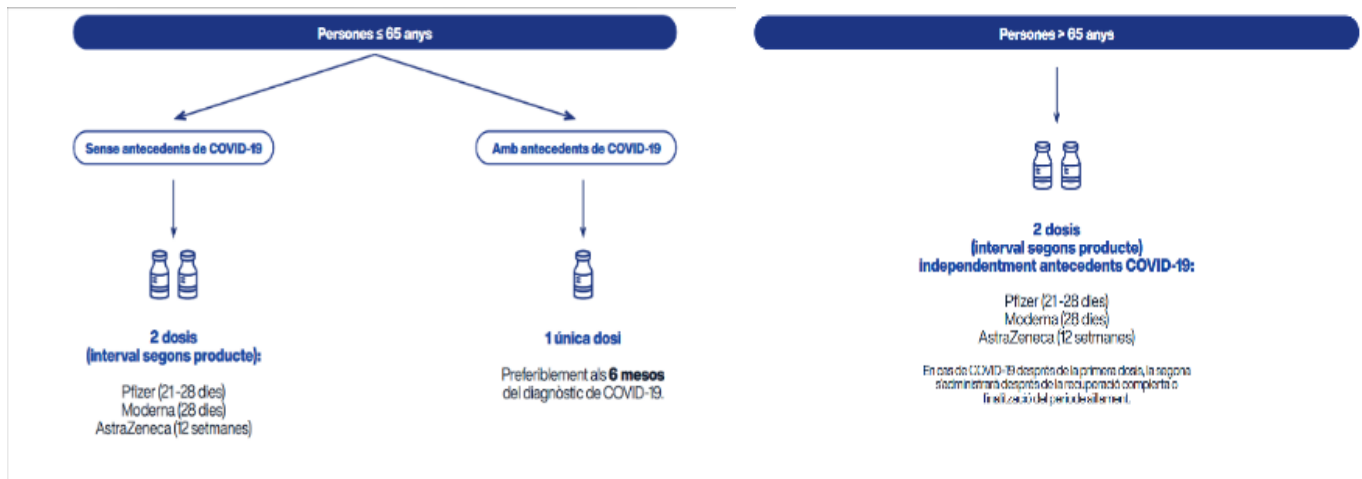 Persones ≤ 65 anys
Sense antecedents de COVID-19
2 dosis
(interval segons producte):
Pfizer (21-28 dies)
Moderna (28 dies)
AstraZeneca (12 setmanes)
Amb antecedents de COVID-19
1 única dosi
Preferiblement als 6 mesos
del diagnòstic de COVID-19.
Persones > 65 anys
2 dosis
(interval segons producte)
independentment antecedents COVID-19:
Pfizer (21-28 dies)
Moderna (28 dies)
AstraZeneca (12 setmanes)
En cas de COVID-19 després de la primera dosis, la segona
s'administrarà després de la recuperació completa o
finalització del període aïllament.